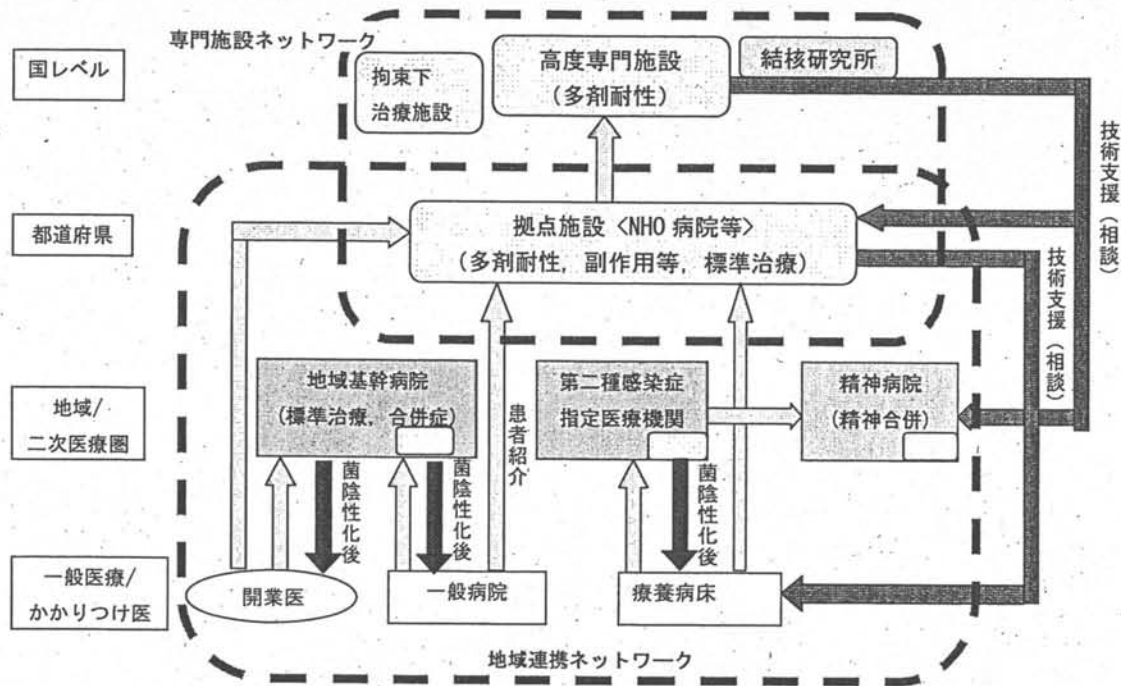 専門施設ネットワーク
国レベル
拘束下
治療施設
高度専門施設
(多剤耐性)
結核研究所
技術支援(相談)
都道府県
拠点施設〈NHO 病院等〉
(多剤耐性,副作用等,標準治療)
技術支援(相談)
地域/
二次医療圏
地域基幹病院
(標準治療,合併症)
患者紹介
第二種感染症
指定医療機関
精神病院
(精神合併)
菌陰性化後
菌陰性化後
菌陰性化後
一般医療/
かかりつけ医
開業医
一般病院
療養病床
地域連携ネットワーク